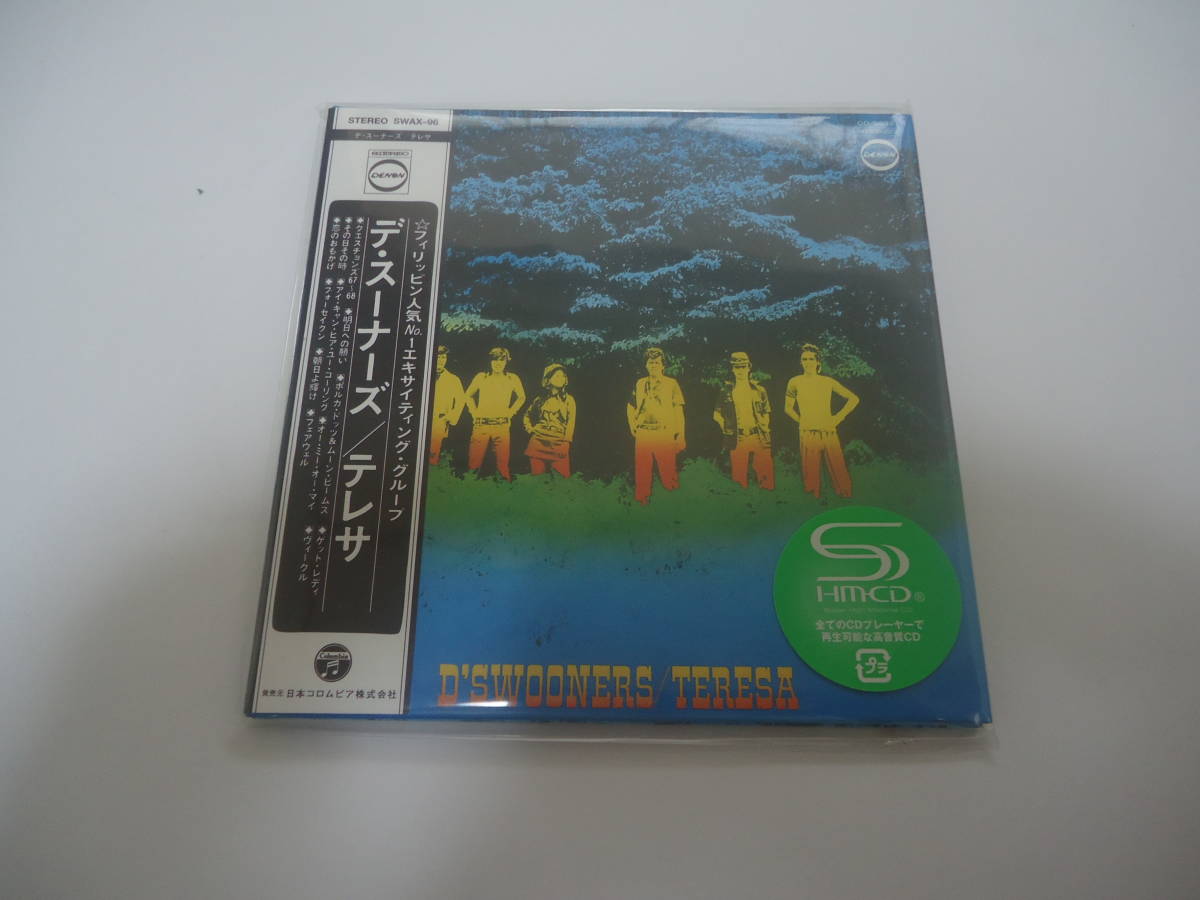 STEREO SWAX-96
デ・スーナーズ テレサ
DENON
☆フィリッピン人気No.1エキサイティング・グループ
デ・スーナーズ／テレサ
◆クエスチョンズ67〜68 ◆明日への願い ◆ポルカ・ドッツ&ムーン・ビームス ◆ゲット・レディ
◆その日その時 ◆アイ・キャン・ヒア・ユー・コーリング ◆オー・ミー・オー・マイ ◆ヴィークル
◆恋のおもかげ ◆フォーセイクン ◆朝日よ輝け ◆フェアウェル
Columbia
発売元 日本コロムビア株式会社
DENON
SHM-CD®
Super High Material CD
全てのCDプレーヤーで
再生可能な高音質CD
プラ
D'SWOONERS/TERESA